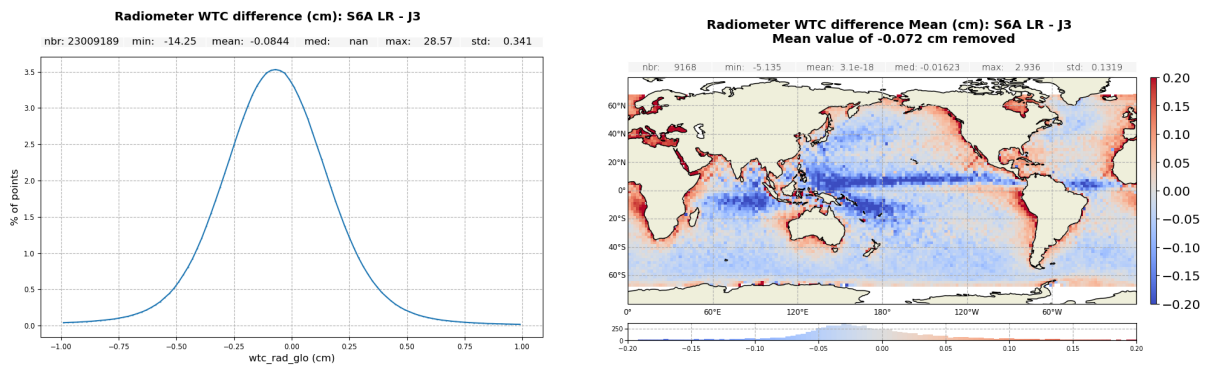 Radiometer WTC difference (cm): S6A LR - J3
nbr: 23009189 min: -14.25 mean: -0.0844 med: nan max: 28.57 std: 0.341
3.5
3.0
2.5
2.0
1.5
1.0
0.5
0.0
% of points
−1.00 −0.75 −0.50 −0.25 0.00 0.25 0.50 0.75 1.00
wtc_rad_glo (cm)
Radiometer WTC difference Mean (cm): S6A LR - J3
Mean value of -0.072 cm removed
nbr: 9168 min: -5.135 mean: 3.1e-18 med: -0.01623 max: 2.936 std: 0.1319
60°N
40°N
20°N
0°
20°S
40°S
60°S
0° 60°E 120°E 180° 120°W 60°W
0.20
0.15
0.10
0.05
0.00
−0.05
−0.10
−0.15
−0.20
250
0
−0.20 −0.15 −0.10 −0.05 0.00 0.05 0.10 0.15 0.20